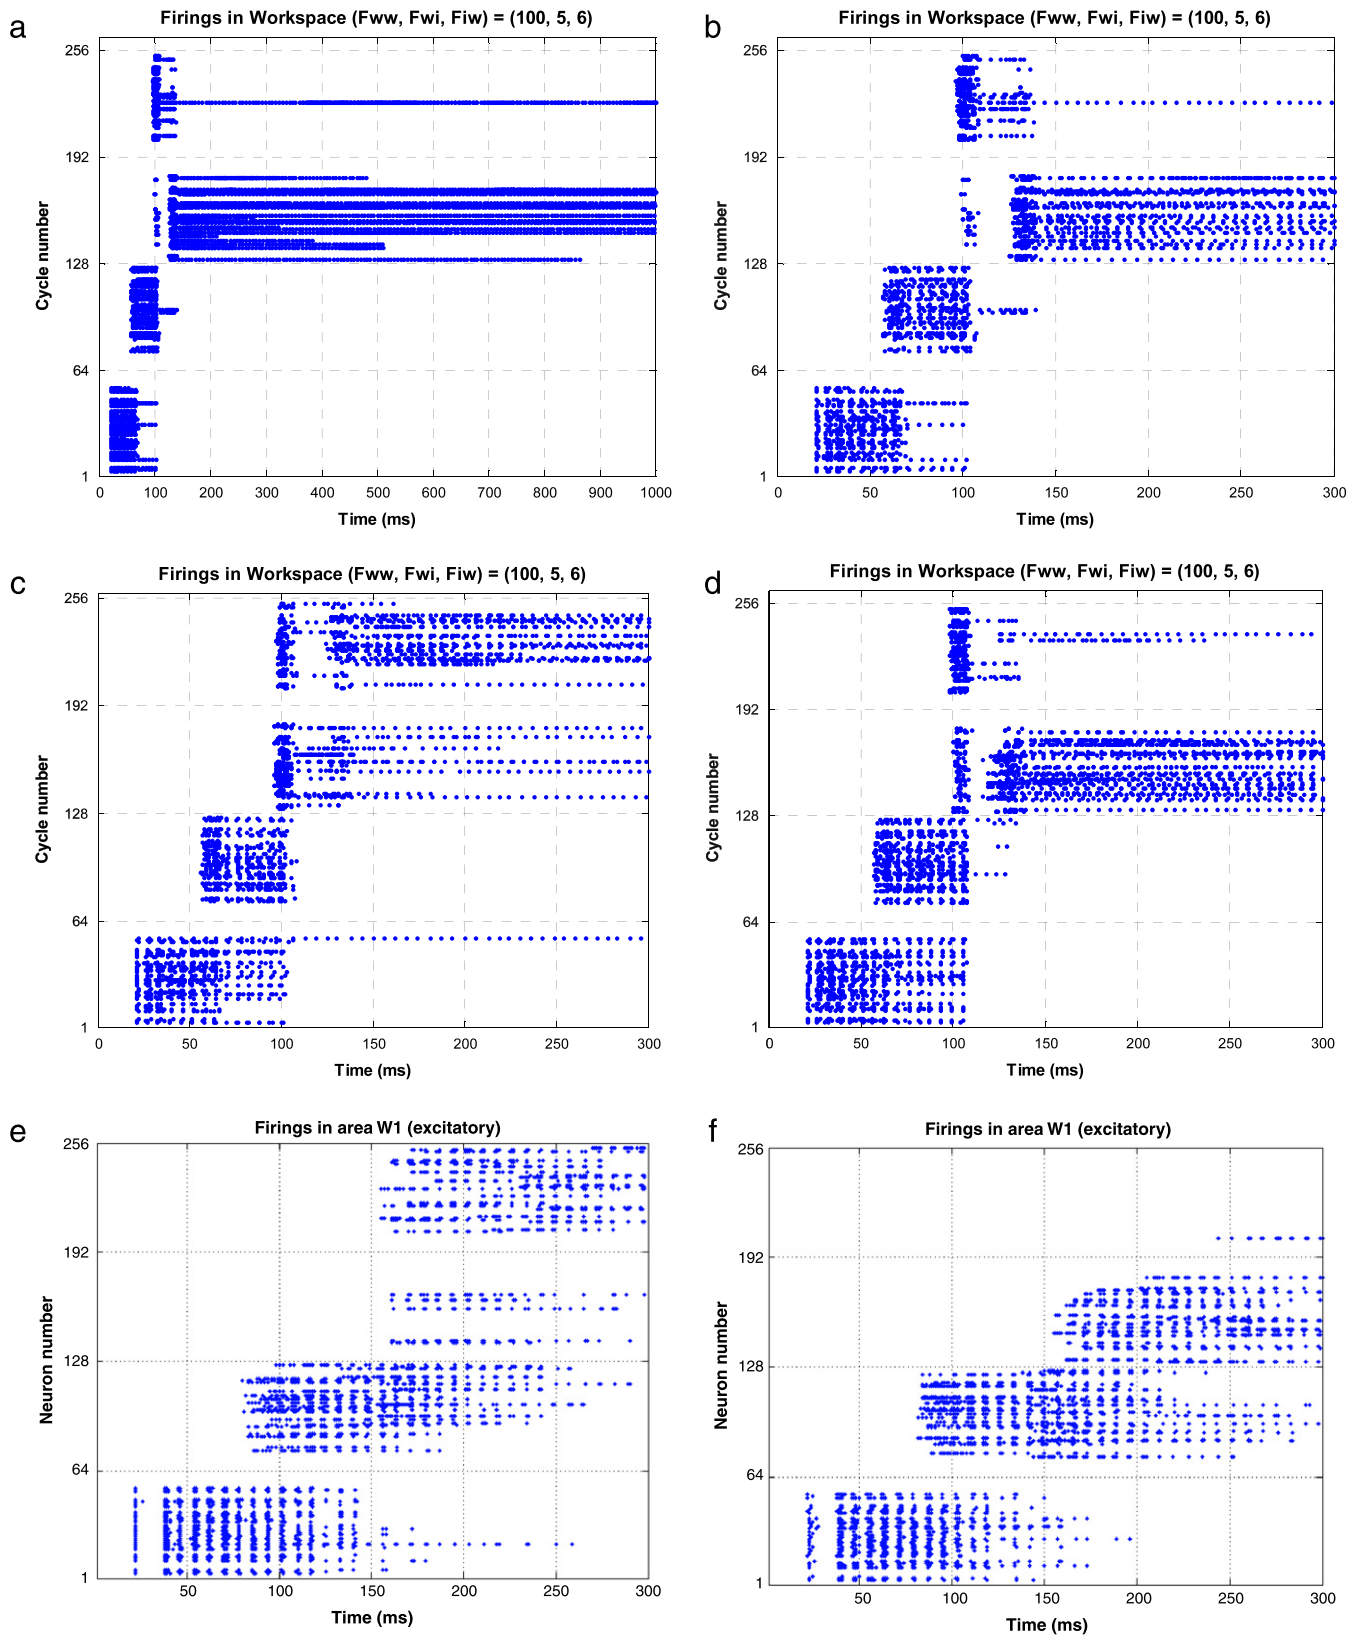 a
Firings in Workspace (Fww, Fwi, Fiw) = (100, 5, 6)
256
192
128
64
1
Cycle number
0 100 200 300 400 500 600 700 800 900 1000
Time (ms)
b
Firings in Workspace (Fww, Fwi, Fiw) = (100, 5, 6)
256
192
128
64
1
Cycle number
0 50 100 150 200 250 300
Time (ms)
c
Firings in Workspace (Fww, Fwi, Fiw) = (100, 5, 6)
256
192
128
64
1
Cycle number
0 50 100 150 200 250 300
Time (ms)
d
Firings in Workspace (Fww, Fwi, Fiw) = (100, 5, 6)
256
192
128
64
1
Cycle number
0 50 100 150 200 250 300
Time (ms)
e
Firings in area W1 (excitatory)
256
192
128
64
1
Neuron number
50 100 150 200 250 300
Time (ms)
f
Firings in area W1 (excitatory)
256
192
128
64
1
Neuron number
50 100 150 200 250 300
Time (ms)